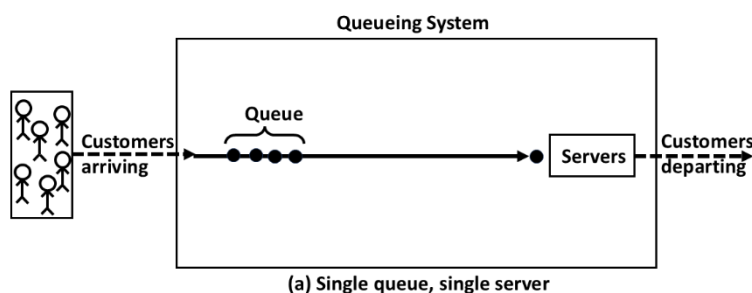 Queueing System
Queue
Customers
arriving
Servers
Customers
departing
(a) Single queue, single server